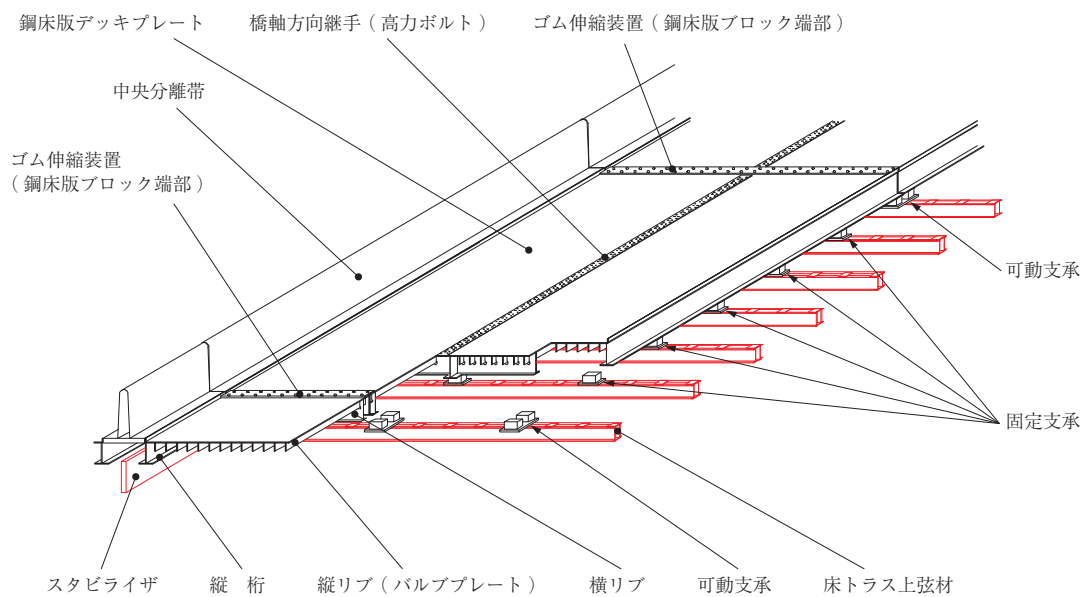 鋼床版デッキプレート
橋軸方向継手（高力ボルト）
ゴム伸縮装置（鋼床版ブロック端部）
中央分離帯
ゴム伸縮装置
（鋼床版ブロック端部）
可動支承
固定支承
スタビライザ
縦　桁
縦リブ（バルブプレート）
横リブ
可動支承
床トラス上弦材